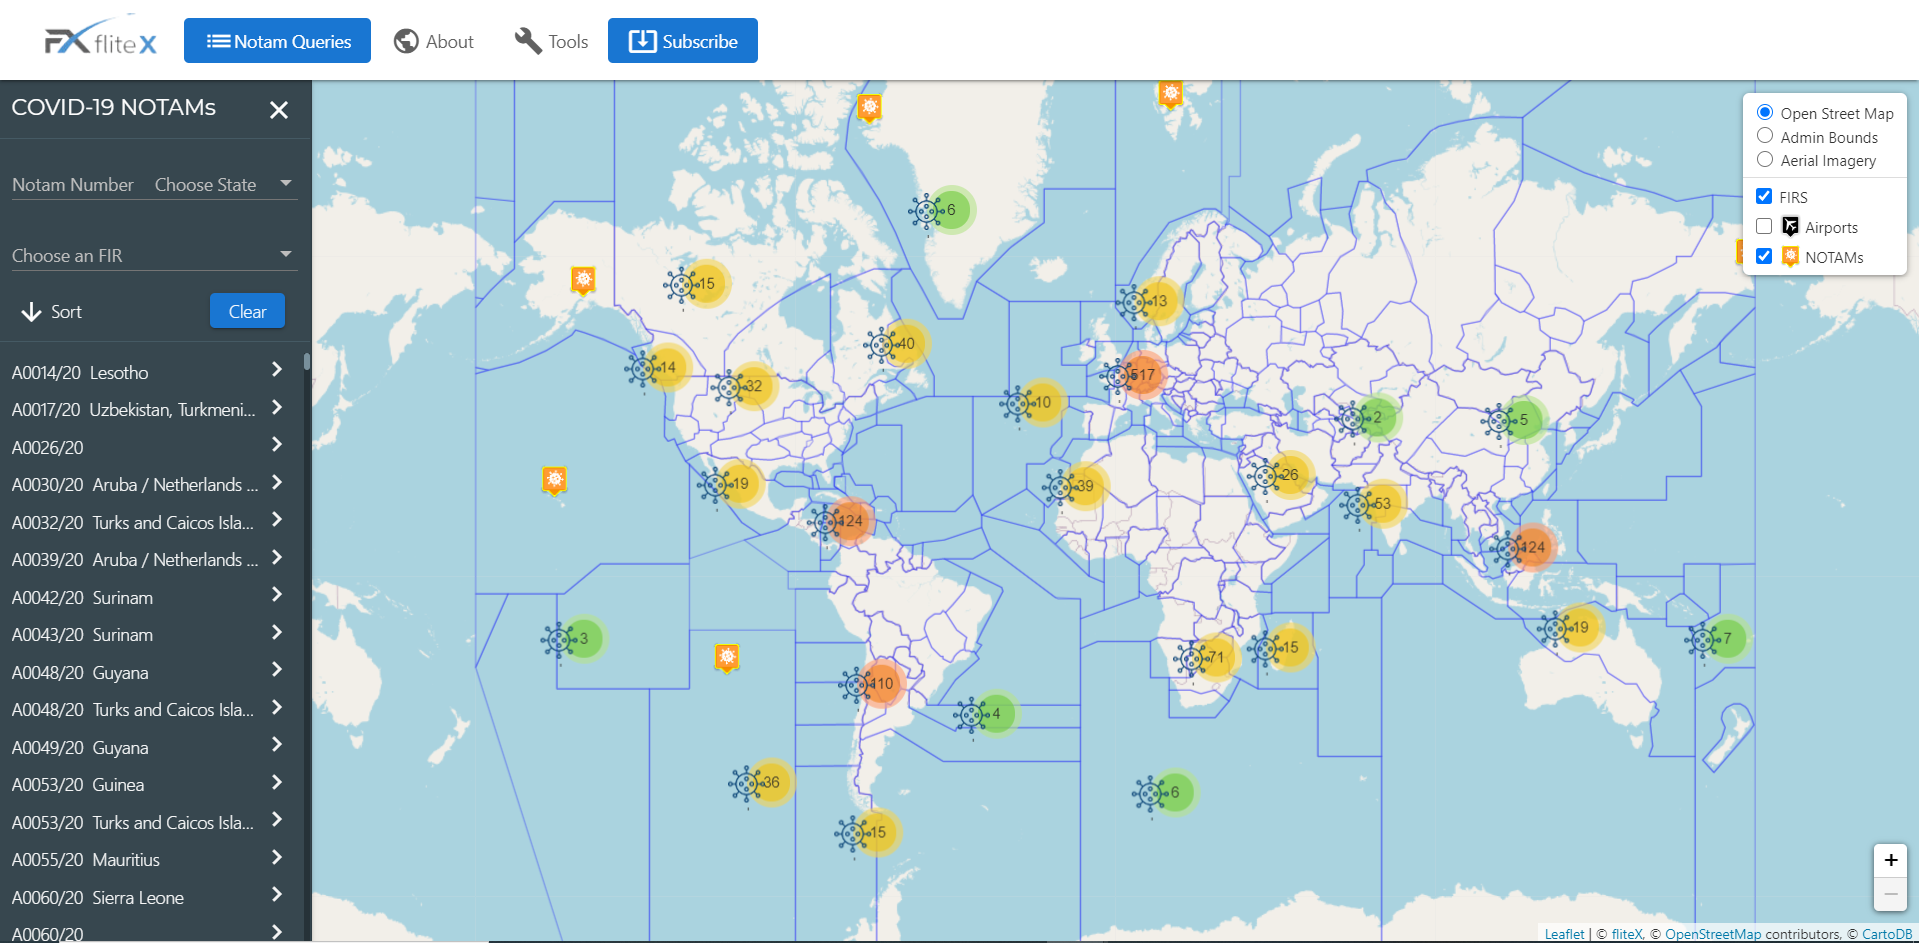 FX fliteX
Notam Queries
About
Tools
Subscribe
COVID-19 NOTAMs
Notam Number
Choose State
Choose an FIR
Sort
Clear
A0014/20 Lesotho
A0017/20 Uzbekistan, Turkmeni...
A0026/20
A0030/20 Aruba / Netherlands ...
A0032/20 Turks and Caicos Isla...
A0039/20 Aruba / Netherlands ...
A0042/20 Surinam
A0043/20 Surinam
A0048/20 Guyana
A0048/20 Turks and Caicos Isla...
A0049/20 Guyana
A0053/20 Guinea
A0053/20 Turks and Caicos Isla...
A0055/20 Mauritius
A0060/20 Sierra Leone
A0060/20
6
15
13
40
14
32
517
10
2
5
19
39
26
53
124
124
3
19
7
71
15
110
4
36
6
15
Open Street Map
Admin Bounds
Aerial Imagery
FIRS
Airports
NOTAMs
+
−
Leaflet | © fliteX, © OpenStreetMap contributors, © CartoDB